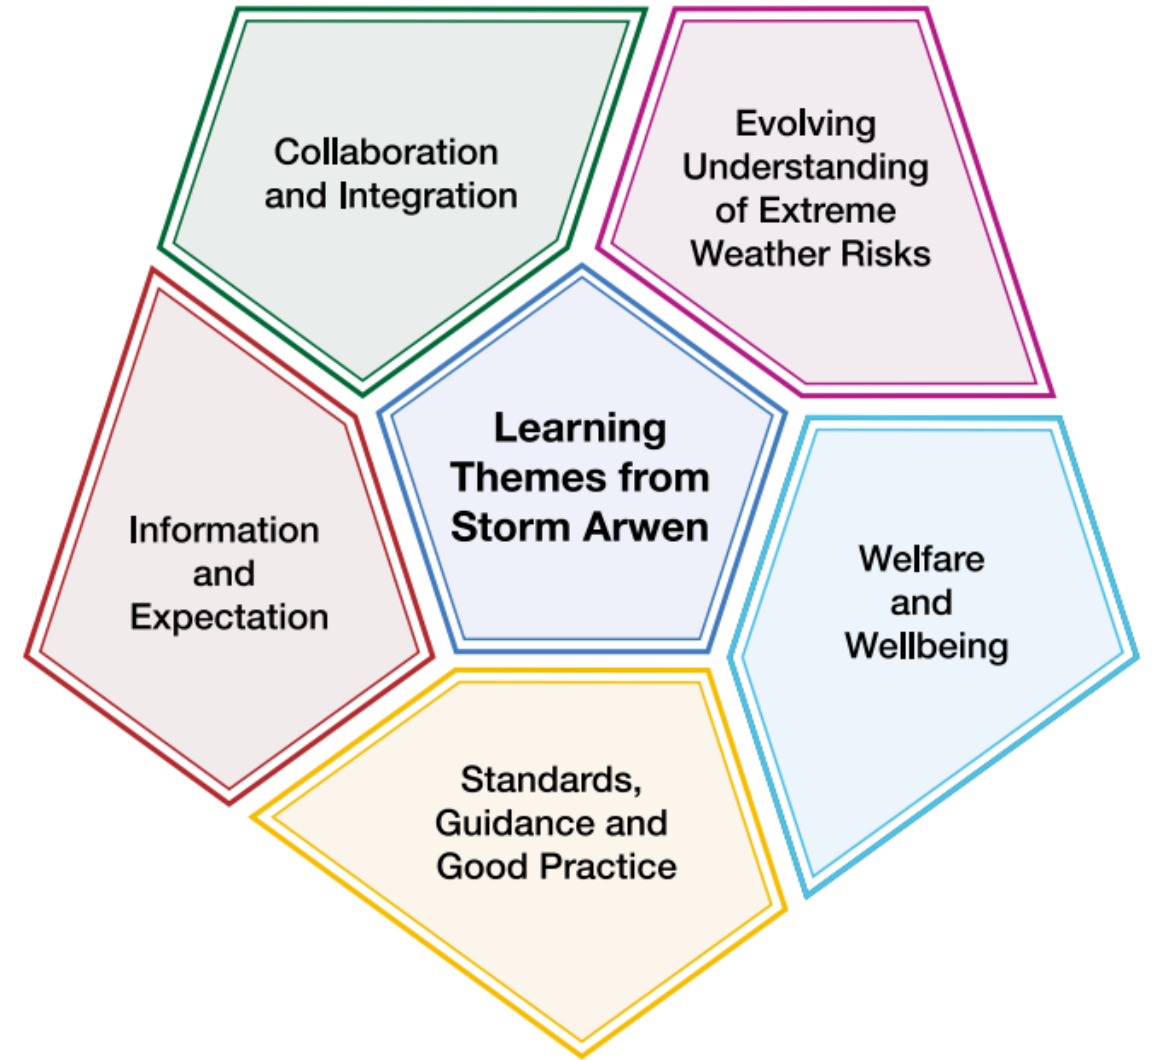 Collaboration
and Integration
Evolving
Understanding
of Extreme
Weather Risks
Learning
Themes from
Storm Arwen
Information
and
Expectation
Welfare
and
Wellbeing
Standards,
Guidance and
Good Practice